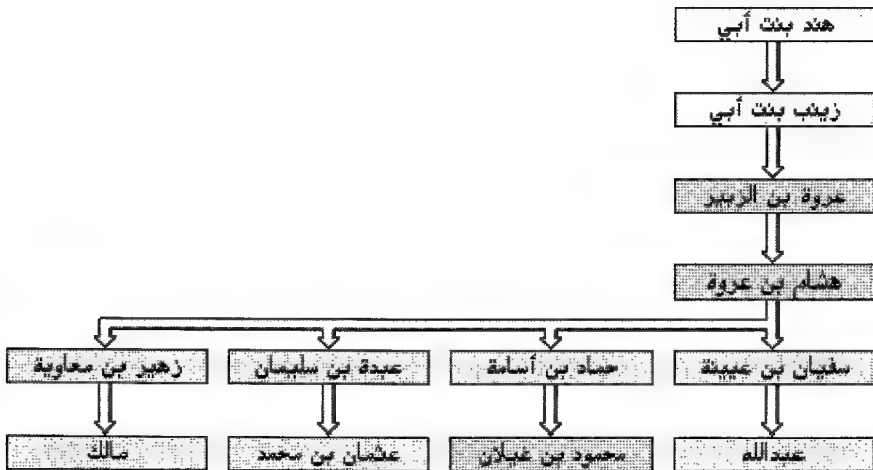 هند بنت أبي
زينب بنت أبي
عروة بن الزبير
هشام بن عروة
سفيان بن عيينة
حماد بن أسامة
عبدة بن سليمان
زهير بن معاوية
عبدالله
محمود بن غيلان
عثمان بن محمد
مالك